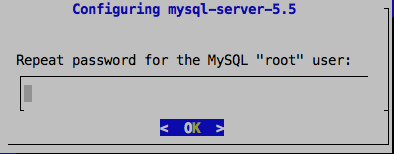 Configuring mysql-server-5.5
Repeat password for the MySQL "root" user:
< OK >